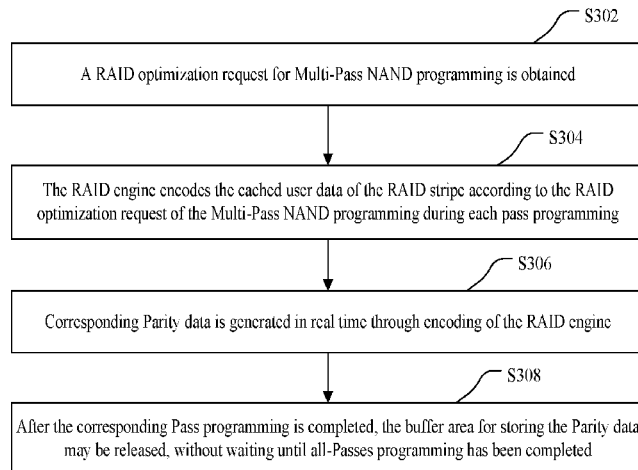 S302
A RAID optimization request for Multi-Pass NAND programming is obtained
S304
The RAID engine encodes the cached user data of the RAID stripe according to the RAID
optimization request of the Multi-Pass NAND programming during each pass programming
S306
Corresponding Parity data is generated in real time through encoding of the RAID engine
S308
After the corresponding Pass programming is completed, the buffer area for storing the Parity data
may be released, without waiting until all-Passes programming has been completed